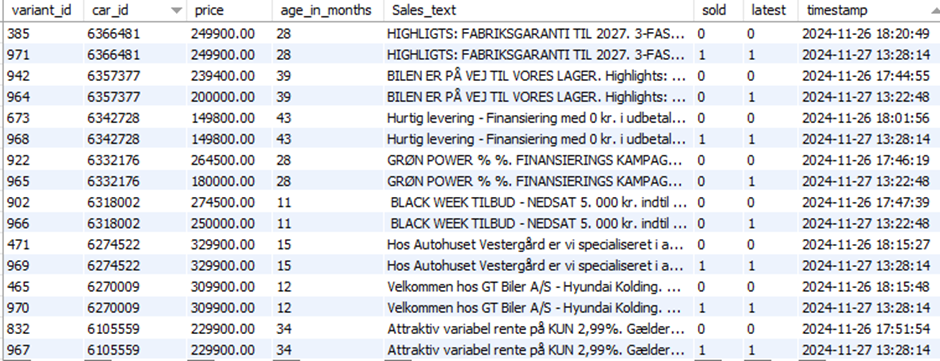 variant_id car_id price age_in_months Sales_text sold latest timestamp
385 6366481 249900.00 28 HIGHLIGTS: FABRIKSGARANTI TIL 2027. 3-FAS... 0 0 2024-11-26 18:20:49
971 6366481 249900.00 28 HIGHLIGTS: FABRIKSGARANTI TIL 2027. 3-FAS... 1 1 2024-11-27 13:28:14
942 6357377 239400.00 39 BILEN ER PÅ VEJ TIL VORES LAGER. Highlights: ... 0 0 2024-11-26 17:44:55
964 6357377 200000.00 39 BILEN ER PÅ VEJ TIL VORES LAGER. Highlights: ... 0 1 2024-11-27 13:22:48
673 6342728 149800.00 43 Hurtig levering - Finansiering med 0 kr. i udbetal... 0 0 2024-11-26 18:01:56
968 6342728 149800.00 43 Hurtig levering - Finansiering med 0 kr. i udbetal... 1 1 2024-11-27 13:28:14
922 6332176 264500.00 28 GRØN POWER % %. FINANSIERINGS KAMPAG... 0 0 2024-11-26 17:46:19
965 6332176 180000.00 28 GRØN POWER % %. FINANSIERINGS KAMPAG... 0 1 2024-11-27 13:22:48
902 6318002 274500.00 11 BLACK WEEK TILBUD - NEDSAT 5. 000 kr. indtil ... 0 0 2024-11-26 17:47:39
966 6318002 250000.00 11 BLACK WEEK TILBUD - NEDSAT 5. 000 kr. indtil ... 0 1 2024-11-27 13:22:48
471 6274522 329900.00 15 Hos Autohuset Vestergård er vi specialiseret i a... 0 0 2024-11-26 18:15:27
969 6274522 329900.00 15 Hos Autohuset Vestergård er vi specialiseret i a... 1 1 2024-11-27 13:28:14
465 6270009 309900.00 12 Velkommen hos GT Biler A/S - Hyundai Kolding. ... 0 0 2024-11-26 18:15:48
970 6270009 309900.00 12 Velkommen hos GT Biler A/S - Hyundai Kolding. ... 1 1 2024-11-27 13:28:14
832 6105559 229900.00 34 Attraktiv variabel rente på KUN 2,99%. Gælder... 0 0 2024-11-26 17:51:54
967 6105559 229900.00 34 Attraktiv variabel rente på KUN 2,99%. Gælder... 1 1 2024-11-27 13:28:14